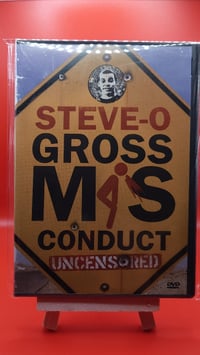 STEVE-O
GROSS
MIS
CONDUCT
UNCENSORED
DVD